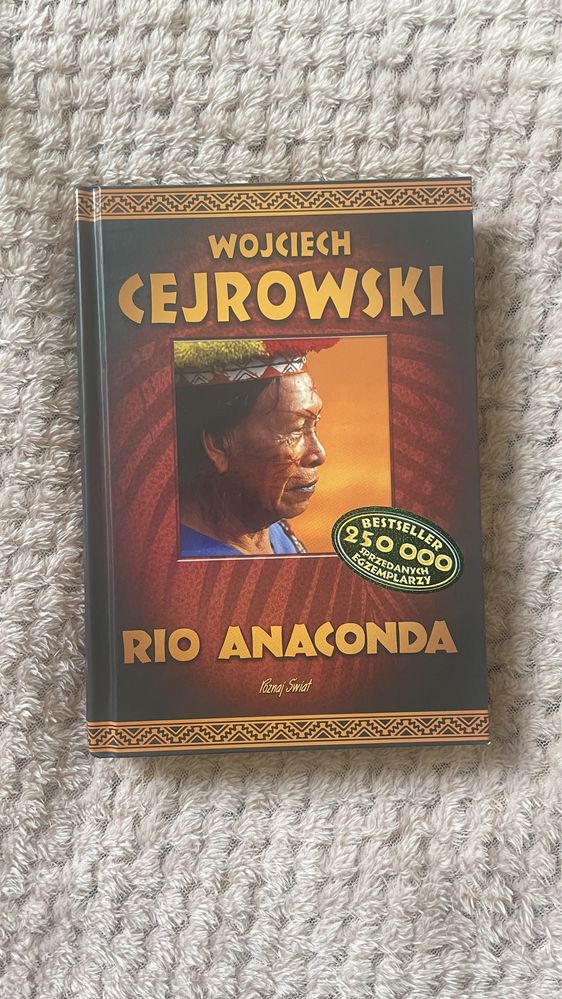 WOJCIECH
CEJROWSKI
BESTSELLER
250 000
SPRZEDANYCH
EGZEMPLARZY
RIO ANACONDA
Poznaj Świat